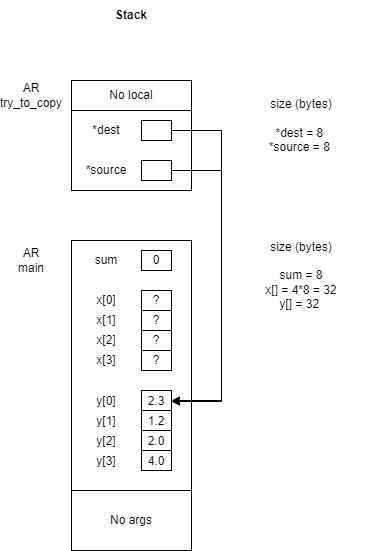 Stack
AR
try_to_copy
No local
*dest
*source
size (bytes)
*dest = 8
*source = 8
AR
main
sum 0
x[0] ?
x[1] ?
x[2] ?
x[3] ?
y[0] 2.3
y[1] 1.2
y[2] 2.0
y[3] 4.0
No args
size (bytes)
sum = 8
x[] = 4*8 = 32
y[] = 32